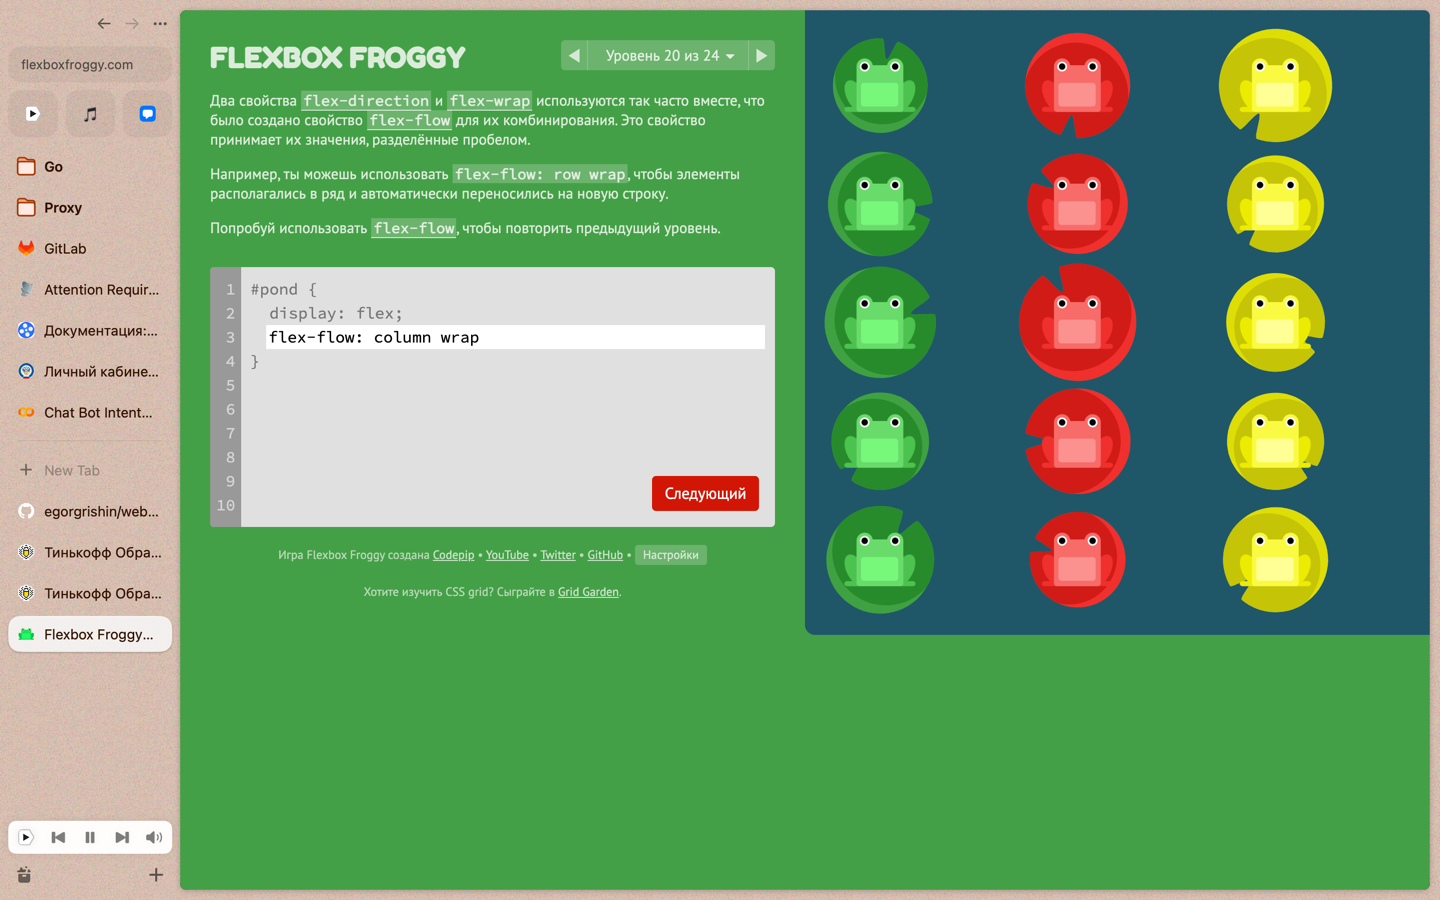 flexboxfroggy.com
Go
Proxy
GitLab
Attention Requir...
Документация:...
Личный кабине...
Chat Bot Intent...
New Tab
egorgrishin/web...
Тинькофф Обра...
Тинькофф Обра...
Flexbox Froggy...
FLEXBOX FROGGY
Уровень 20 из 24
Два свойства flex-direction и flex-wrap используются так часто вместе, что
было создано свойство flex-flow для их комбинирования. Это свойство
принимает их значения, разделённые пробелом.
Например, ты можешь использовать flex-flow: row wrap, чтобы элементы
располагались в ряд и автоматически переносились на новую строку.
Попробуй использовать flex-flow, чтобы повторить предыдущий уровень.
1 #pond {
2 display: flex;
3 flex-flow: column wrap
4 }
5
6
7
8
9
10
Следующий
Игра Flexbox Froggy создана Codepip • YouTube • Twitter • GitHub • Настройки
Хотите изучить CSS grid? Сыграйте в Grid Garden.